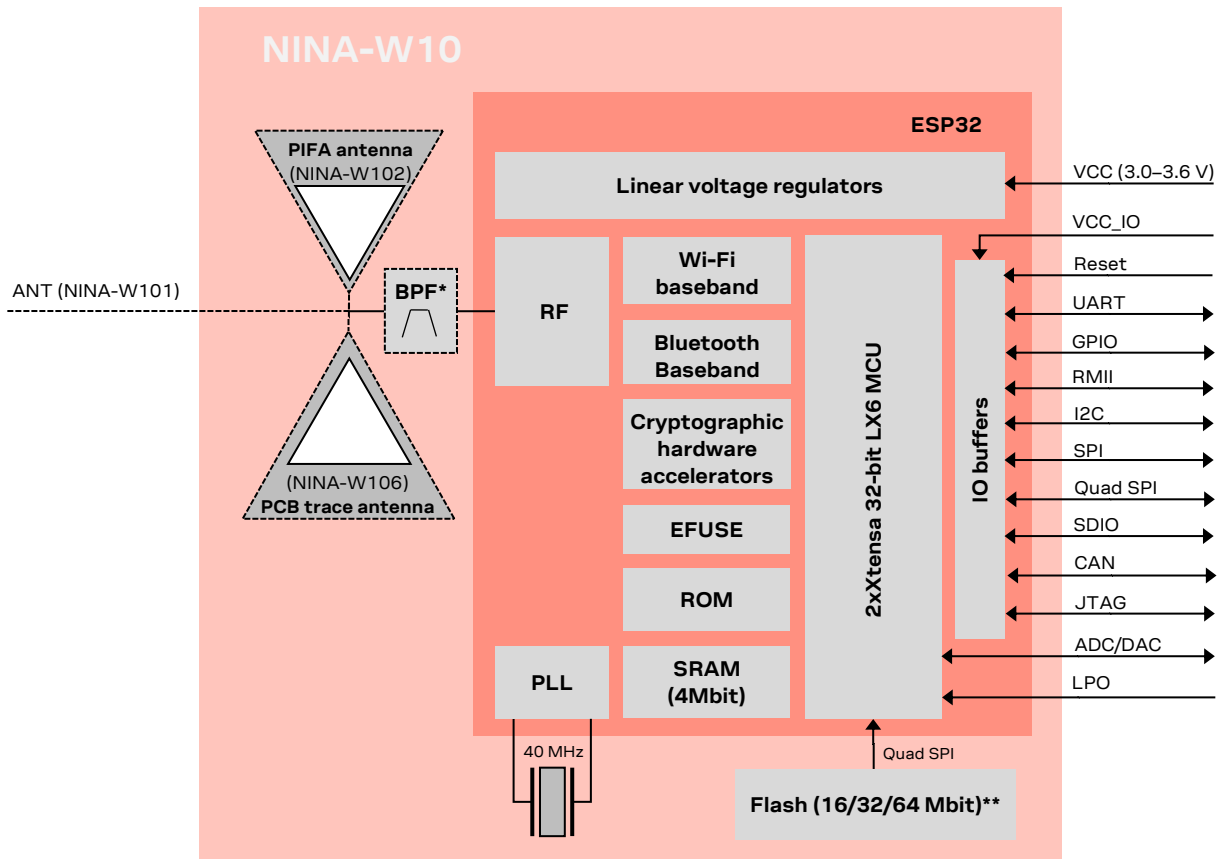 NINA-W10
ESP32
PIFA antenna
(NINA-W102)
Linear voltage regulators
VCC (3.0–3.6 V)
VCC_IO
Reset
ANT (NINA-W101)
BPF*
RF
Wi-Fi
baseband
UART
GPIO
Bluetooth
Baseband
RMII
I2C
Cryptographic
hardware
accelerators
2xXtensa 32-bit LX6 MCU
IO buffers
SPI
Quad SPI
(NINA-W106)
PCB trace antenna
EFUSE
SDIO
CAN
ROM
JTAG
ADC/DAC
PLL
SRAM
(4Mbit)
LPO
40 MHz
Quad SPI
Flash (16/32/64 Mbit)**